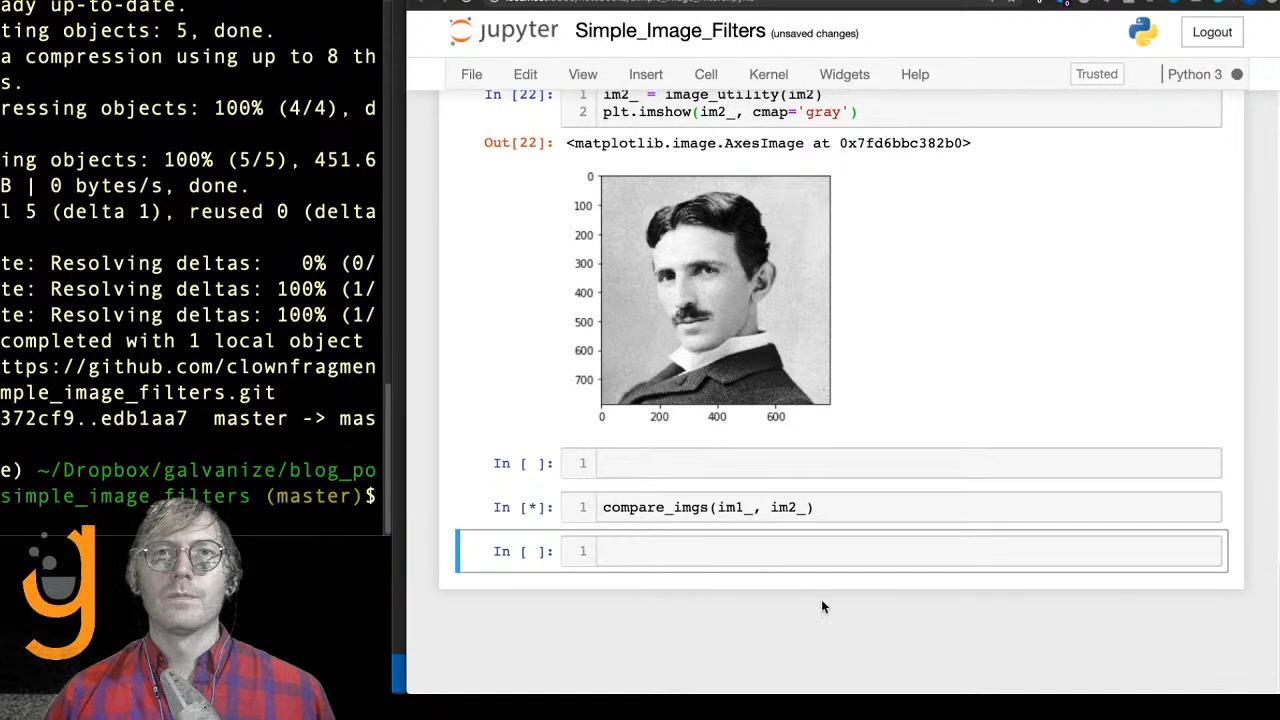 ady up-to-date.
ting objects: 5, done.
a compression using up to 8 th
s.
ressing objects: 100% (4/4), d
ing objects: 100% (5/5), 451.6
B | 0 bytes/s, done.
l 5 (delta 1), reused 0 (delta
te: Resolving deltas:   0% (0/
te: Resolving deltas: 100% (1/
te: Resolving deltas: 100% (1/
completed with 1 local object
ttps://github.com/clownfragmen
mple_image_filters.git
372cf9..edb1aa7  master -> mas
e) ~/Dropbox/galvanize/blog_po
simple_image_filters (master)$
g
jupyter Simple_Image_Filters (unsaved changes) Logout
File Edit View Insert Cell Kernel Widgets Help Trusted Python 3
In [22]: 1 im2_ = image_utility(im2)
2 plt.imshow(im2_, cmap='gray')
Out[22]: <matplotlib.image.AxesImage at 0x7fd6bbc382b0>
0
100
200
300
400
500
600
700
0 200 400 600
In [ ]: 1
In [*]: 1 compare_imgs(im1_, im2_)
In [ ]: 1